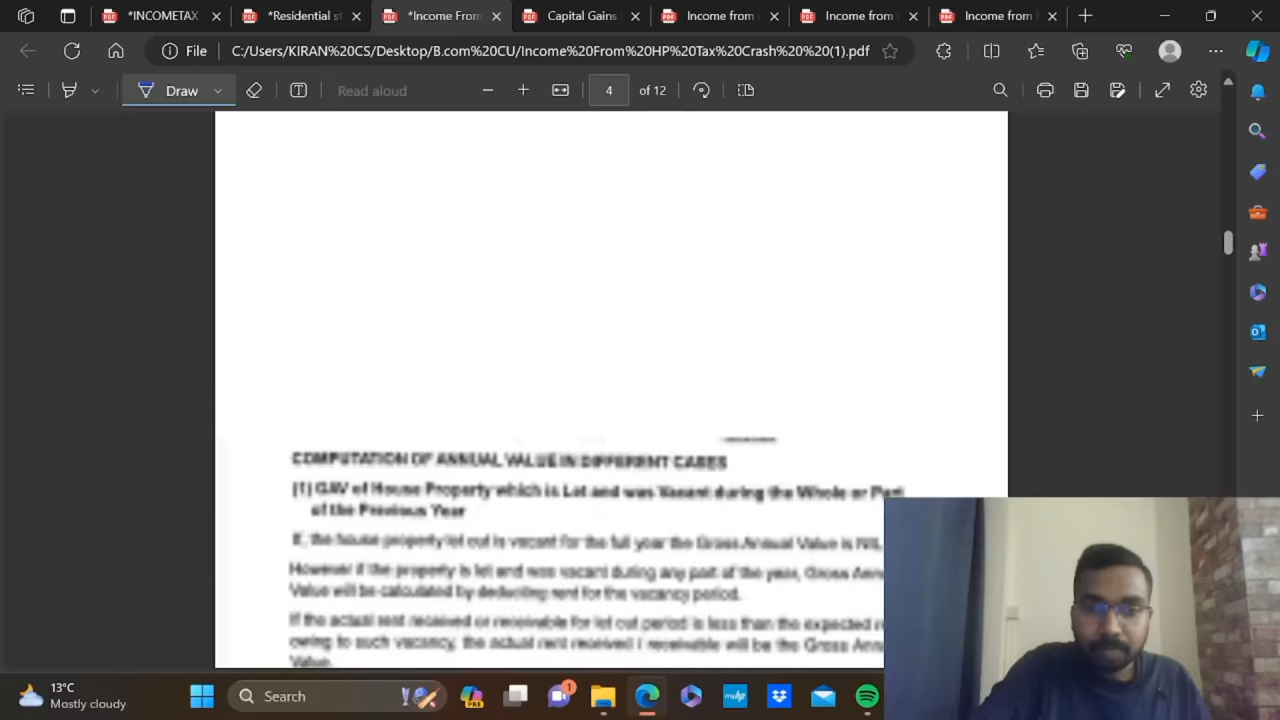 *INCOMETAX
*Residential st
*Income From
Capital Gains
Income from
Income from
Income from
File
C:/Users/KIRAN%20CS/Desktop/B.com%20CU/Income%20From%20HP%20Tax%20Crash%20%20(1).pdf
Draw
Read aloud
4
of 12
COMPUTATION OF ANNUAL VALUE IN DIFFERENT CASES
(1) GAV of House Property which is Let and was Vacant during the Whole or Part
of the Previous Year
If, the house property let out is vacant for the full year the Gross Annual Value is NIL.
However if the property is let and was vacant during any part of the year, Gross Ann
Value will be calculated by deducting rent for the vacancy period.
If the actual rent received or receivable for let out period is less than the expected
owing to such vacancy, the actual rent received / receivable will be the Gross Ann
Value.
13°C
Mostly cloudy
Search
PRE
1
myhp